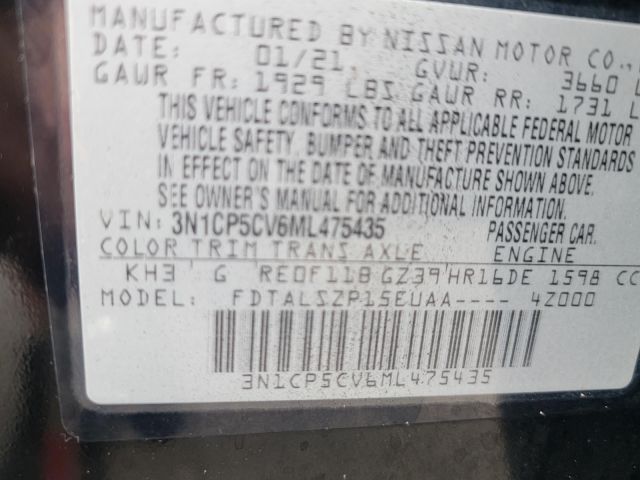 MANUFACTURED BY NISSAN MOTOR CO.,
DATE: 01/21 GVWR: 3660
GAWR FR: 1929 LBS GAWR RR: 1731 L
THIS VEHICLE CONFORMS TO ALL APPLICABLE FEDERAL MOTOR
VEHICLE SAFETY, BUMPER AND THEFT PREVENTION STANDARDS
IN EFFECT ON THE DATE OF MANUFACTURE SHOWN ABOVE.
SEE OWNER'S MANUAL FOR ADDITIONAL INFORMATION.
VIN: 3N1CP5CV6ML475435 PASSENGER CAR.
COLOR TRIM TRANS AXLE ENGINE
KH3 G RE0F11B GZ39 HR16DE 1598 CC
MODEL: FDTALSZP15EUAA---- 4Z000
3N1CP5CV6ML475435